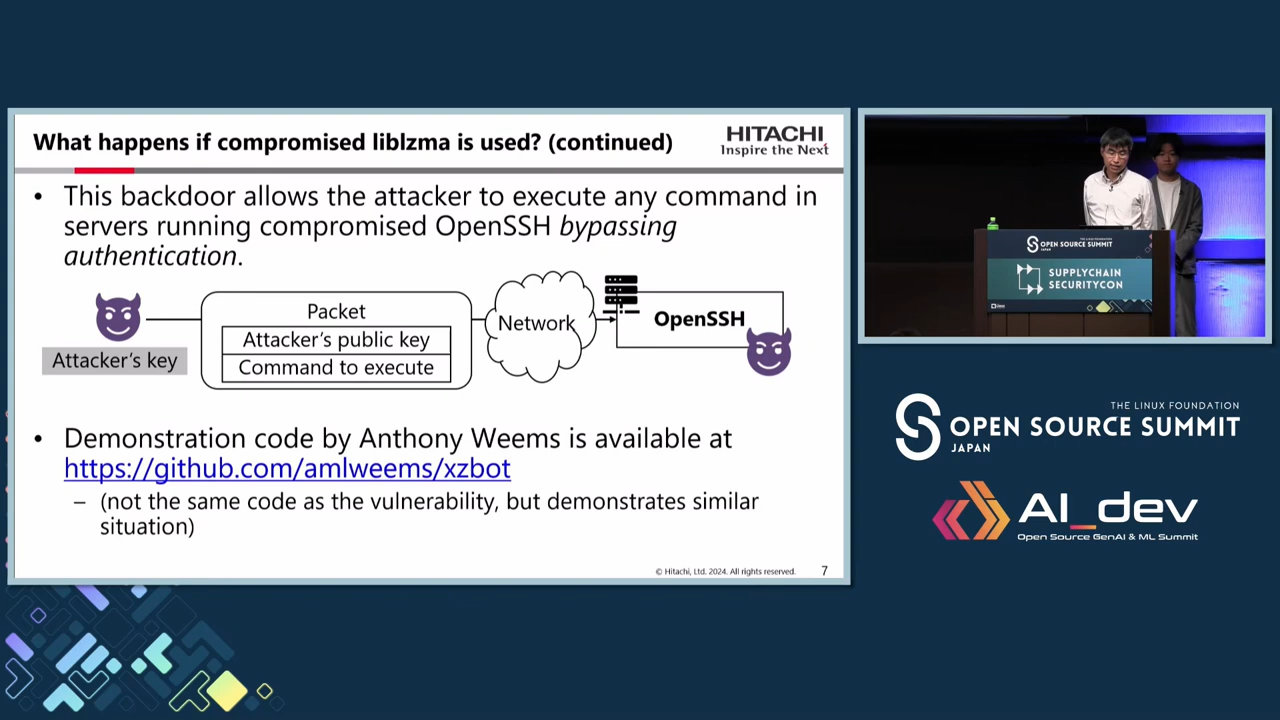 What happens if compromised liblzma is used? (continued)
HITACHI
Inspire the Next
• This backdoor allows the attacker to execute any command in
servers running compromised OpenSSH bypassing
authentication.
Attacker's key
Packet
Attacker's public key
Command to execute
Network
OpenSSH
• Demonstration code by Anthony Weems is available at
https://github.com/amlweems/xzbot
– (not the same code as the vulnerability, but demonstrates similar
situation)
© Hitachi, Ltd. 2024. All rights reserved.
7
THE LINUX FOUNDATION
OPEN SOURCE SUMMIT
JAPAN
SUPPLYCHAIN
SECURITYCON
THE LINUX FOUNDATION
OPEN SOURCE SUMMIT
JAPAN
AI_dev
Open Source GenAI & ML Summit